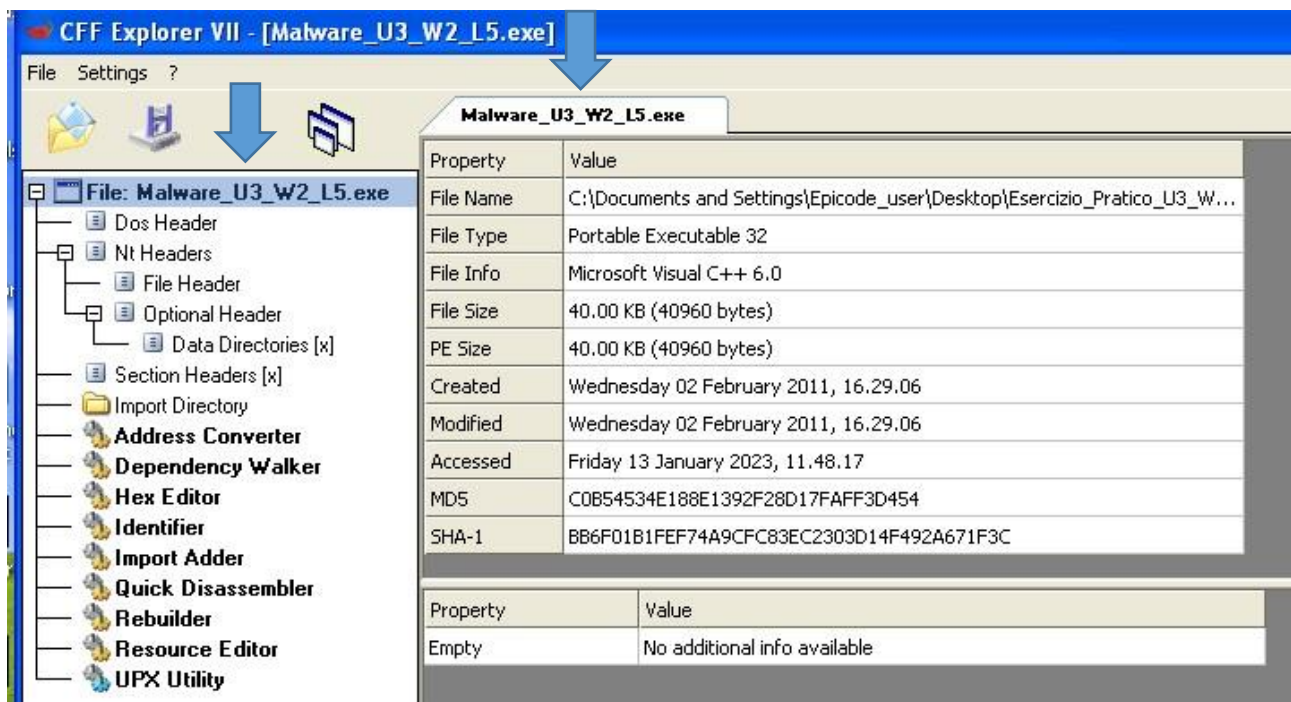 CFF Explorer VII - [Malware_U3_W2_L5.exe]
File Settings ?
Malware_U3_W2_L5.exe
File: Malware_U3_W2_L5.exe
Dos Header
Nt Headers
File Header
Optional Header
Data Directories [x]
Section Headers [x]
Import Directory
Address Converter
Dependency Walker
Hex Editor
Identifier
Import Adder
Quick Disassembler
Rebuilder
Resource Editor
UPX Utility
Property Value
File Name C:\Documents and Settings\Epicode_user\Desktop\Esercizio_Pratico_U3_W...
File Type Portable Executable 32
File Info Microsoft Visual C++ 6.0
File Size 40.00 KB (40960 bytes)
PE Size 40.00 KB (40960 bytes)
Created Wednesday 02 February 2011, 16.29.06
Modified Wednesday 02 February 2011, 16.29.06
Accessed Friday 13 January 2023, 11.48.17
MD5 C0B54534E188E1392F28D17FAFF3D454
SHA-1 BB6F01B1FEF74A9CFC83EC2303D14F492A671F3C
Property Value
Empty No additional info available